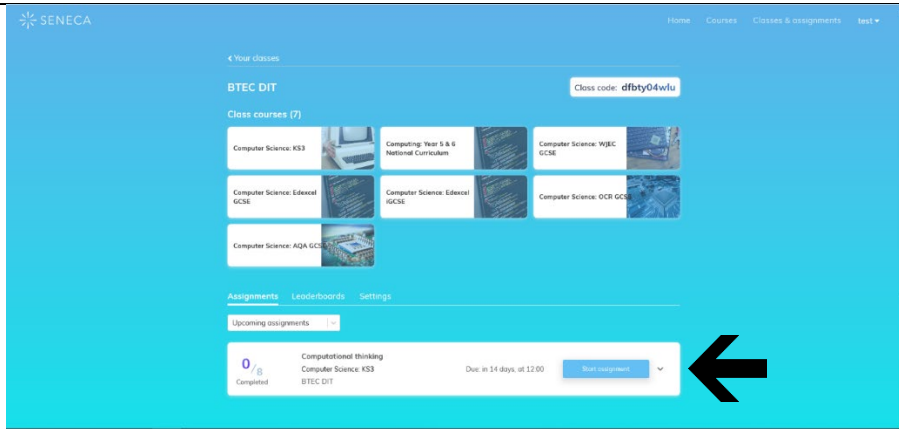 SENECA
Home Courses Classes & assignments test
Your classes
BTEC DIT
Class code: dfbty04wlu
Class courses (7)
Computer Science: KS3
Computing: Year 5 & 6
National Curriculum
Computer Science: WJEC
GCSE
Computer Science: Edexcel
GCSE
Computer Science: Edexcel
iGCSE
Computer Science: OCR GCSE
Computer Science: AQA GCSE
Assignments Leaderboards Settings
Upcoming assignments
0/8
Completed
Computational thinking
Computer Science: KS3
BTEC DIT
Due: in 14 days, at 12:00
Start assignment